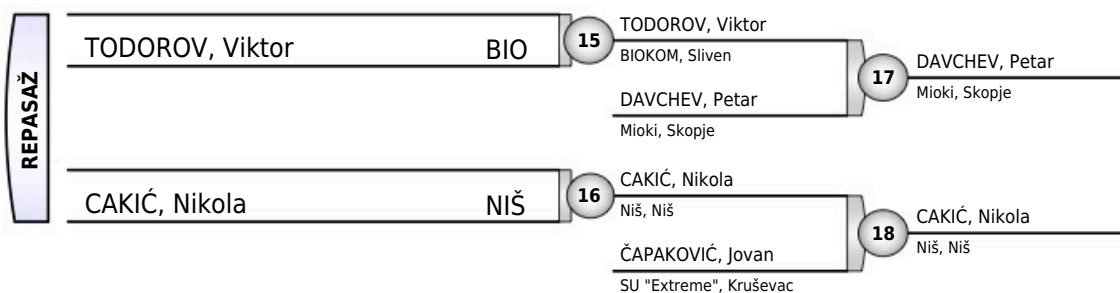 REPASAŽ
TODOROV, Viktor BIO
15
TODOROV, Viktor
BIOKOM, Sliven
DAVCHEV, Petar
Mioki, Skopje
17
DAVCHEV, Petar
Mioki, Skopje
CAKIĆ, Nikola NIŠ
16
CAKIĆ, Nikola
Niš, Niš
ČAPAKOVIĆ, Jovan
SU "Extreme", Kruševac
18
CAKIĆ, Nikola
Niš, Niš